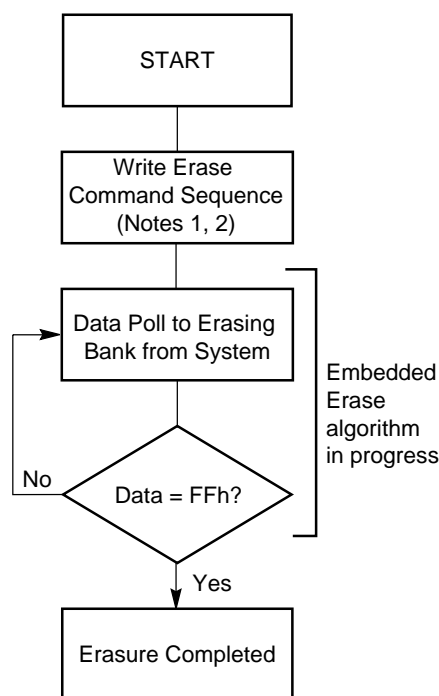 START
Write Erase
Command Sequence
(Notes 1, 2)
Data Poll to Erasing
Bank from System
Embedded
Erase
algorithm
in progress
No
Data = FFh?
Yes
Erasure Completed